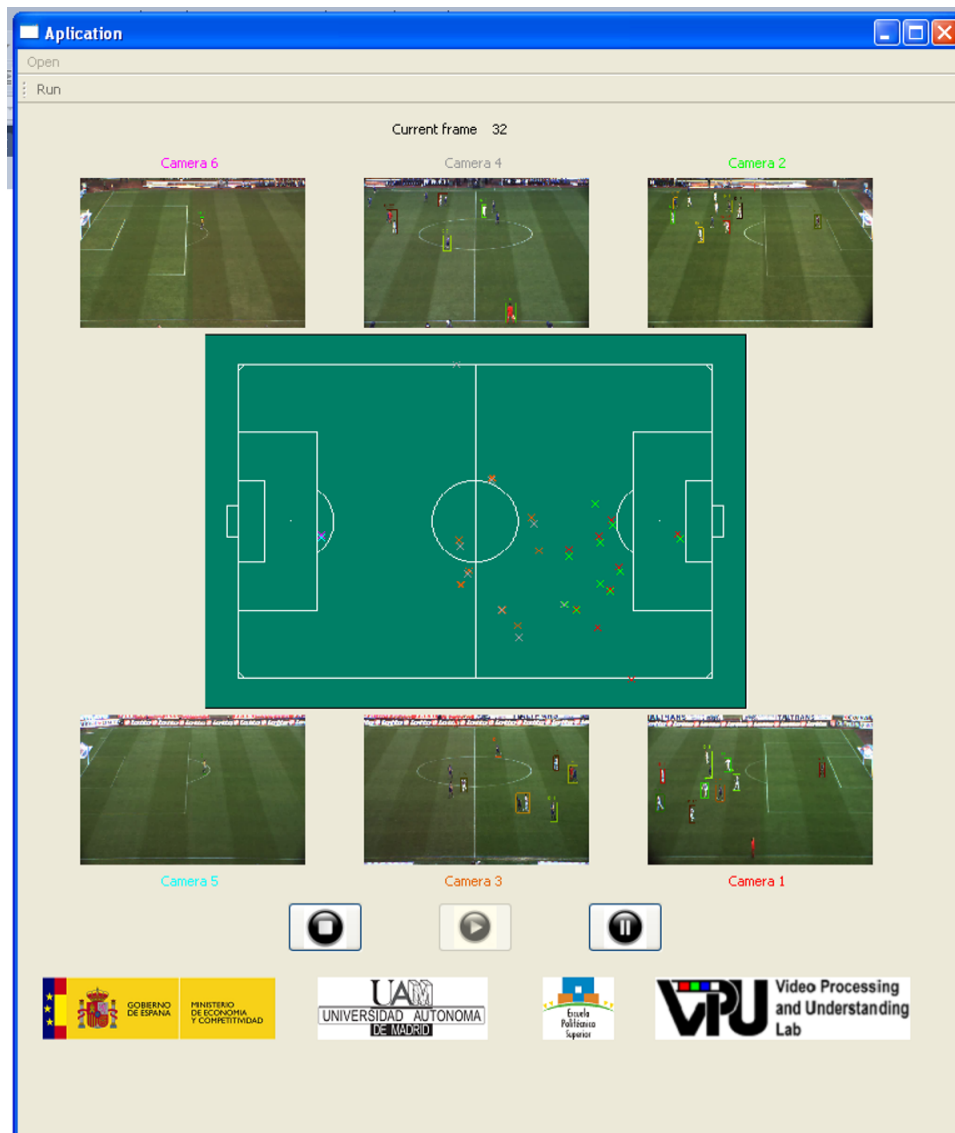 Aplication
Open
Run
Current frame 32
Camera 6
Camera 4
Camera 2
Camera 5
Camera 3
Camera 1
GOBIERNO
DE ESPAÑA
MINISTERIO
DE ECONOMIA
Y COMPETITIVIDAD
UAM
UNIVERSIDAD AUTONOMA
DE MADRID
Escuela
Politécnica
Superior
VPU
Video Processing
and Understanding
Lab